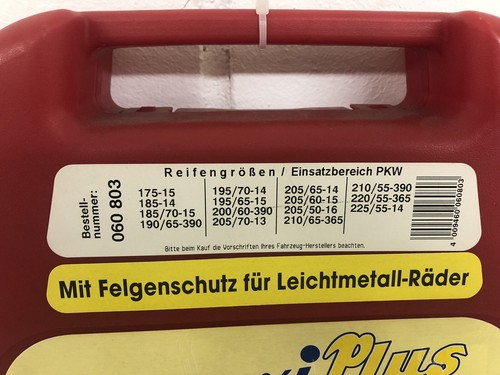 Reifengrößen / Einsatzbereich PKW
Bestell-
nummer:
060 803
175-15
185-14
185/70-15
190/65-390
195/70-14
195/65-15
200/60-390
205/70-13
205/65-14
205/60-15
205/50-16
210/65-365
210/55-390
220/55-365
225/55-14
4 009460 060803
Bitte beim Kauf die Vorschriften Ihres Fahrzeug-Herstellers beachten.
Mit Felgenschutz für Leichtmetall-Räder
Plus